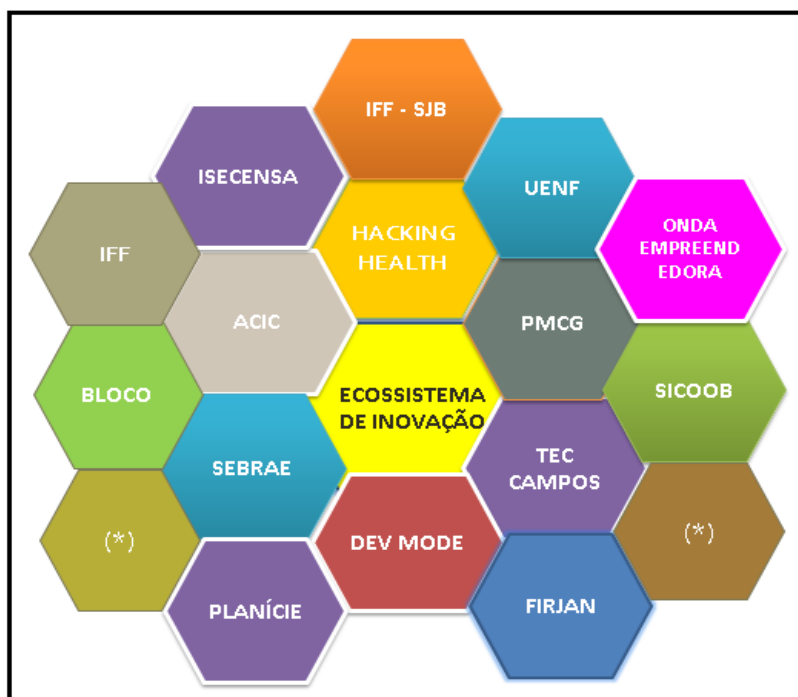 IFF - SJB
ISECENSA
UENF
HACKING
HEALTH
ONDA
EMPREEND
EDORA
IFF
ACIC
PMCG
BLOCO
ECOSSISTEMA
DE INOVAÇÃO
SICOOB
SEBRAE
TEC
CAMPOS
(*)
DEV MODE
(*)
PLANÍCIE
FIRJAN